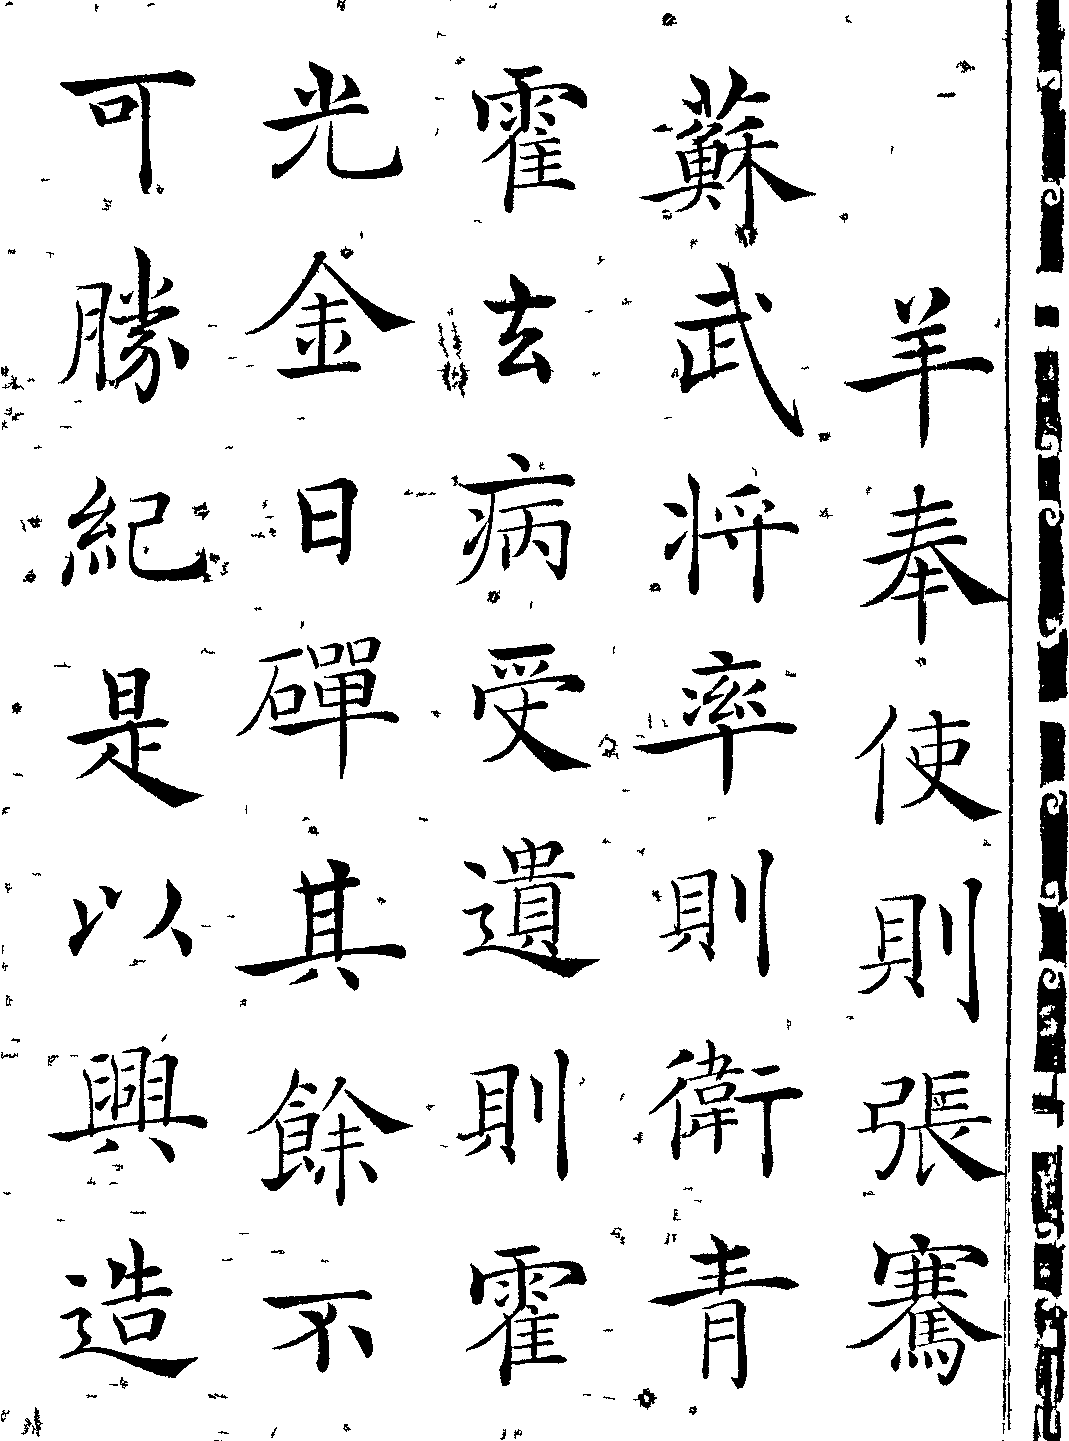 羊奉使則張騫
蘇武將率則衛青
霍去病受遺則霍
光金日磾其餘不
可勝紀是以興造